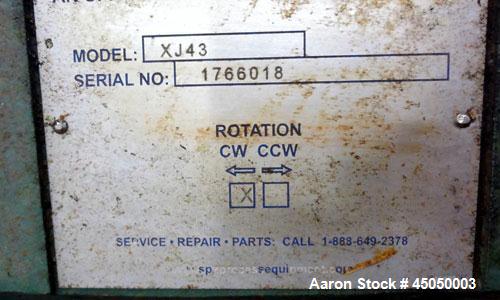 MODEL: XJ43
SERIAL NO: 1766018
ROTATION
CW CCW
X
SERVICE • REPAIR • PARTS: CALL 1-888-649-2378
Aaron Stock # 45050003